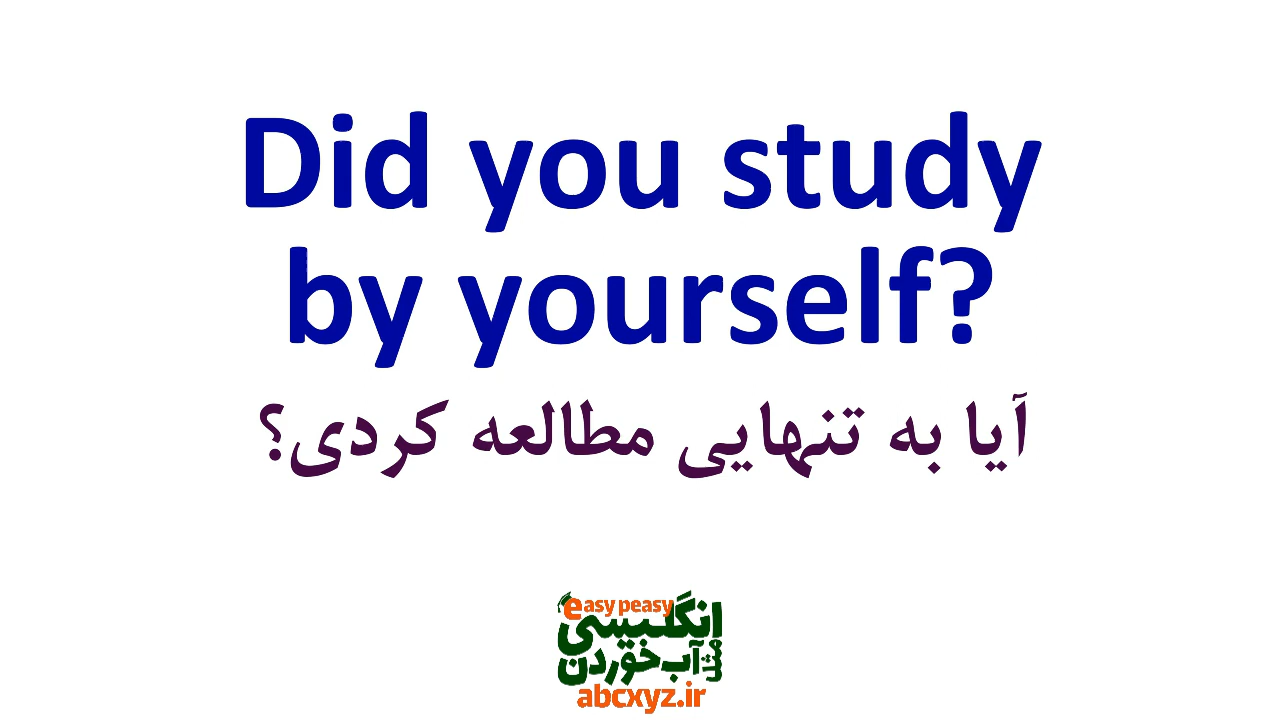 Did you study
by yourself?
آیا به تنهایی مطالعه کردی؟
easy peasy
انگلیسی
مثل آب خوردن
abcxyz.ir